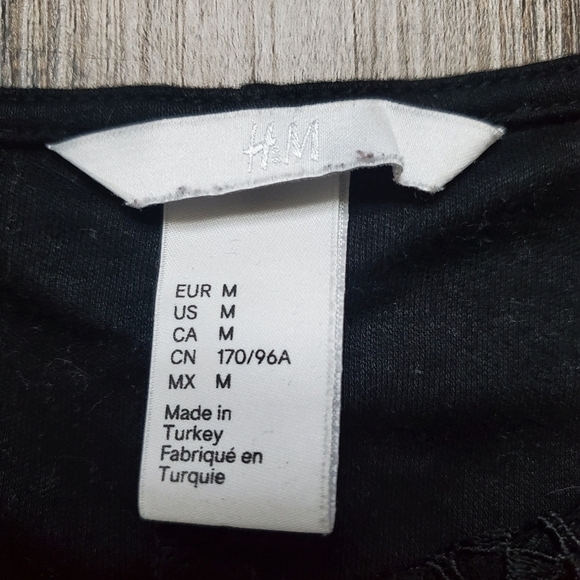 H&M
EUR M
US M
CA M
CN 170/96A
MX M
Made in
Turkey
Fabriqué en
Turquie